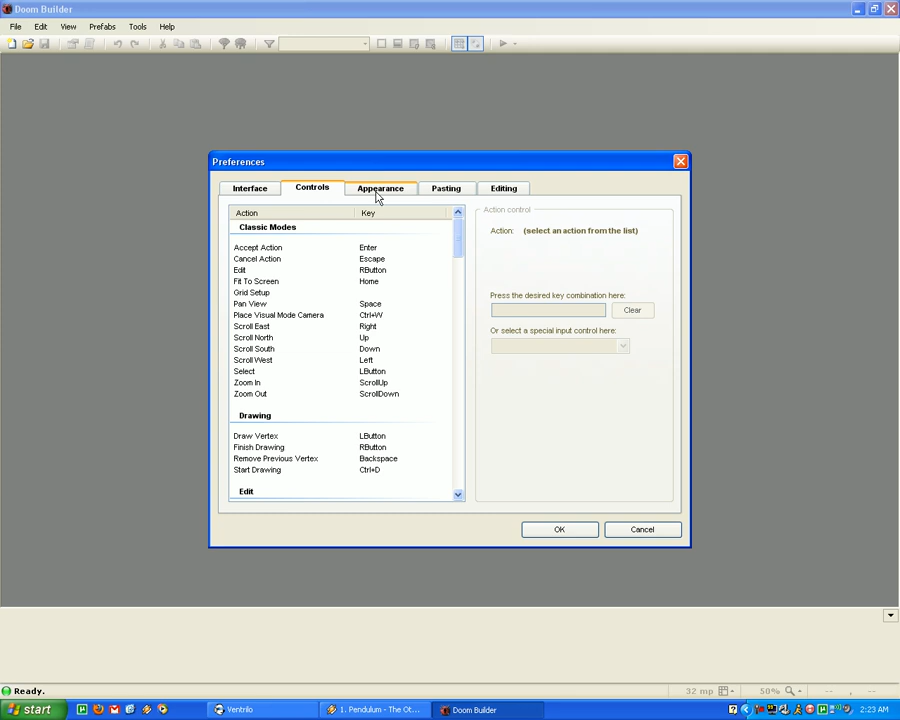 Doom Builder
File Edit View Prefabs Tools Help
Preferences
Interface Controls Appearance Pasting Editing
Action Key
Classic Modes
Accept Action Enter
Cancel Action Escape
Edit RButton
Fit To Screen Home
Grid Setup
Pan View Space
Place Visual Mode Camera Ctrl+W
Scroll East Right
Scroll North Up
Scroll South Down
Scroll West Left
Select LButton
Zoom In ScrollUp
Zoom Out ScrollDown
Drawing
Draw Vertex LButton
Finish Drawing RButton
Remove Previous Vertex Backspace
Start Drawing Ctrl+D
Edit
Action control
Action: (select an action from the list)
Press the desired key combination here:
Clear
Or select a special input control here:
OK Cancel
Ready. 32 mp 50% -- , --
start Ventrilo 1. Pendulum - The Ot... Doom Builder 2:23 AM